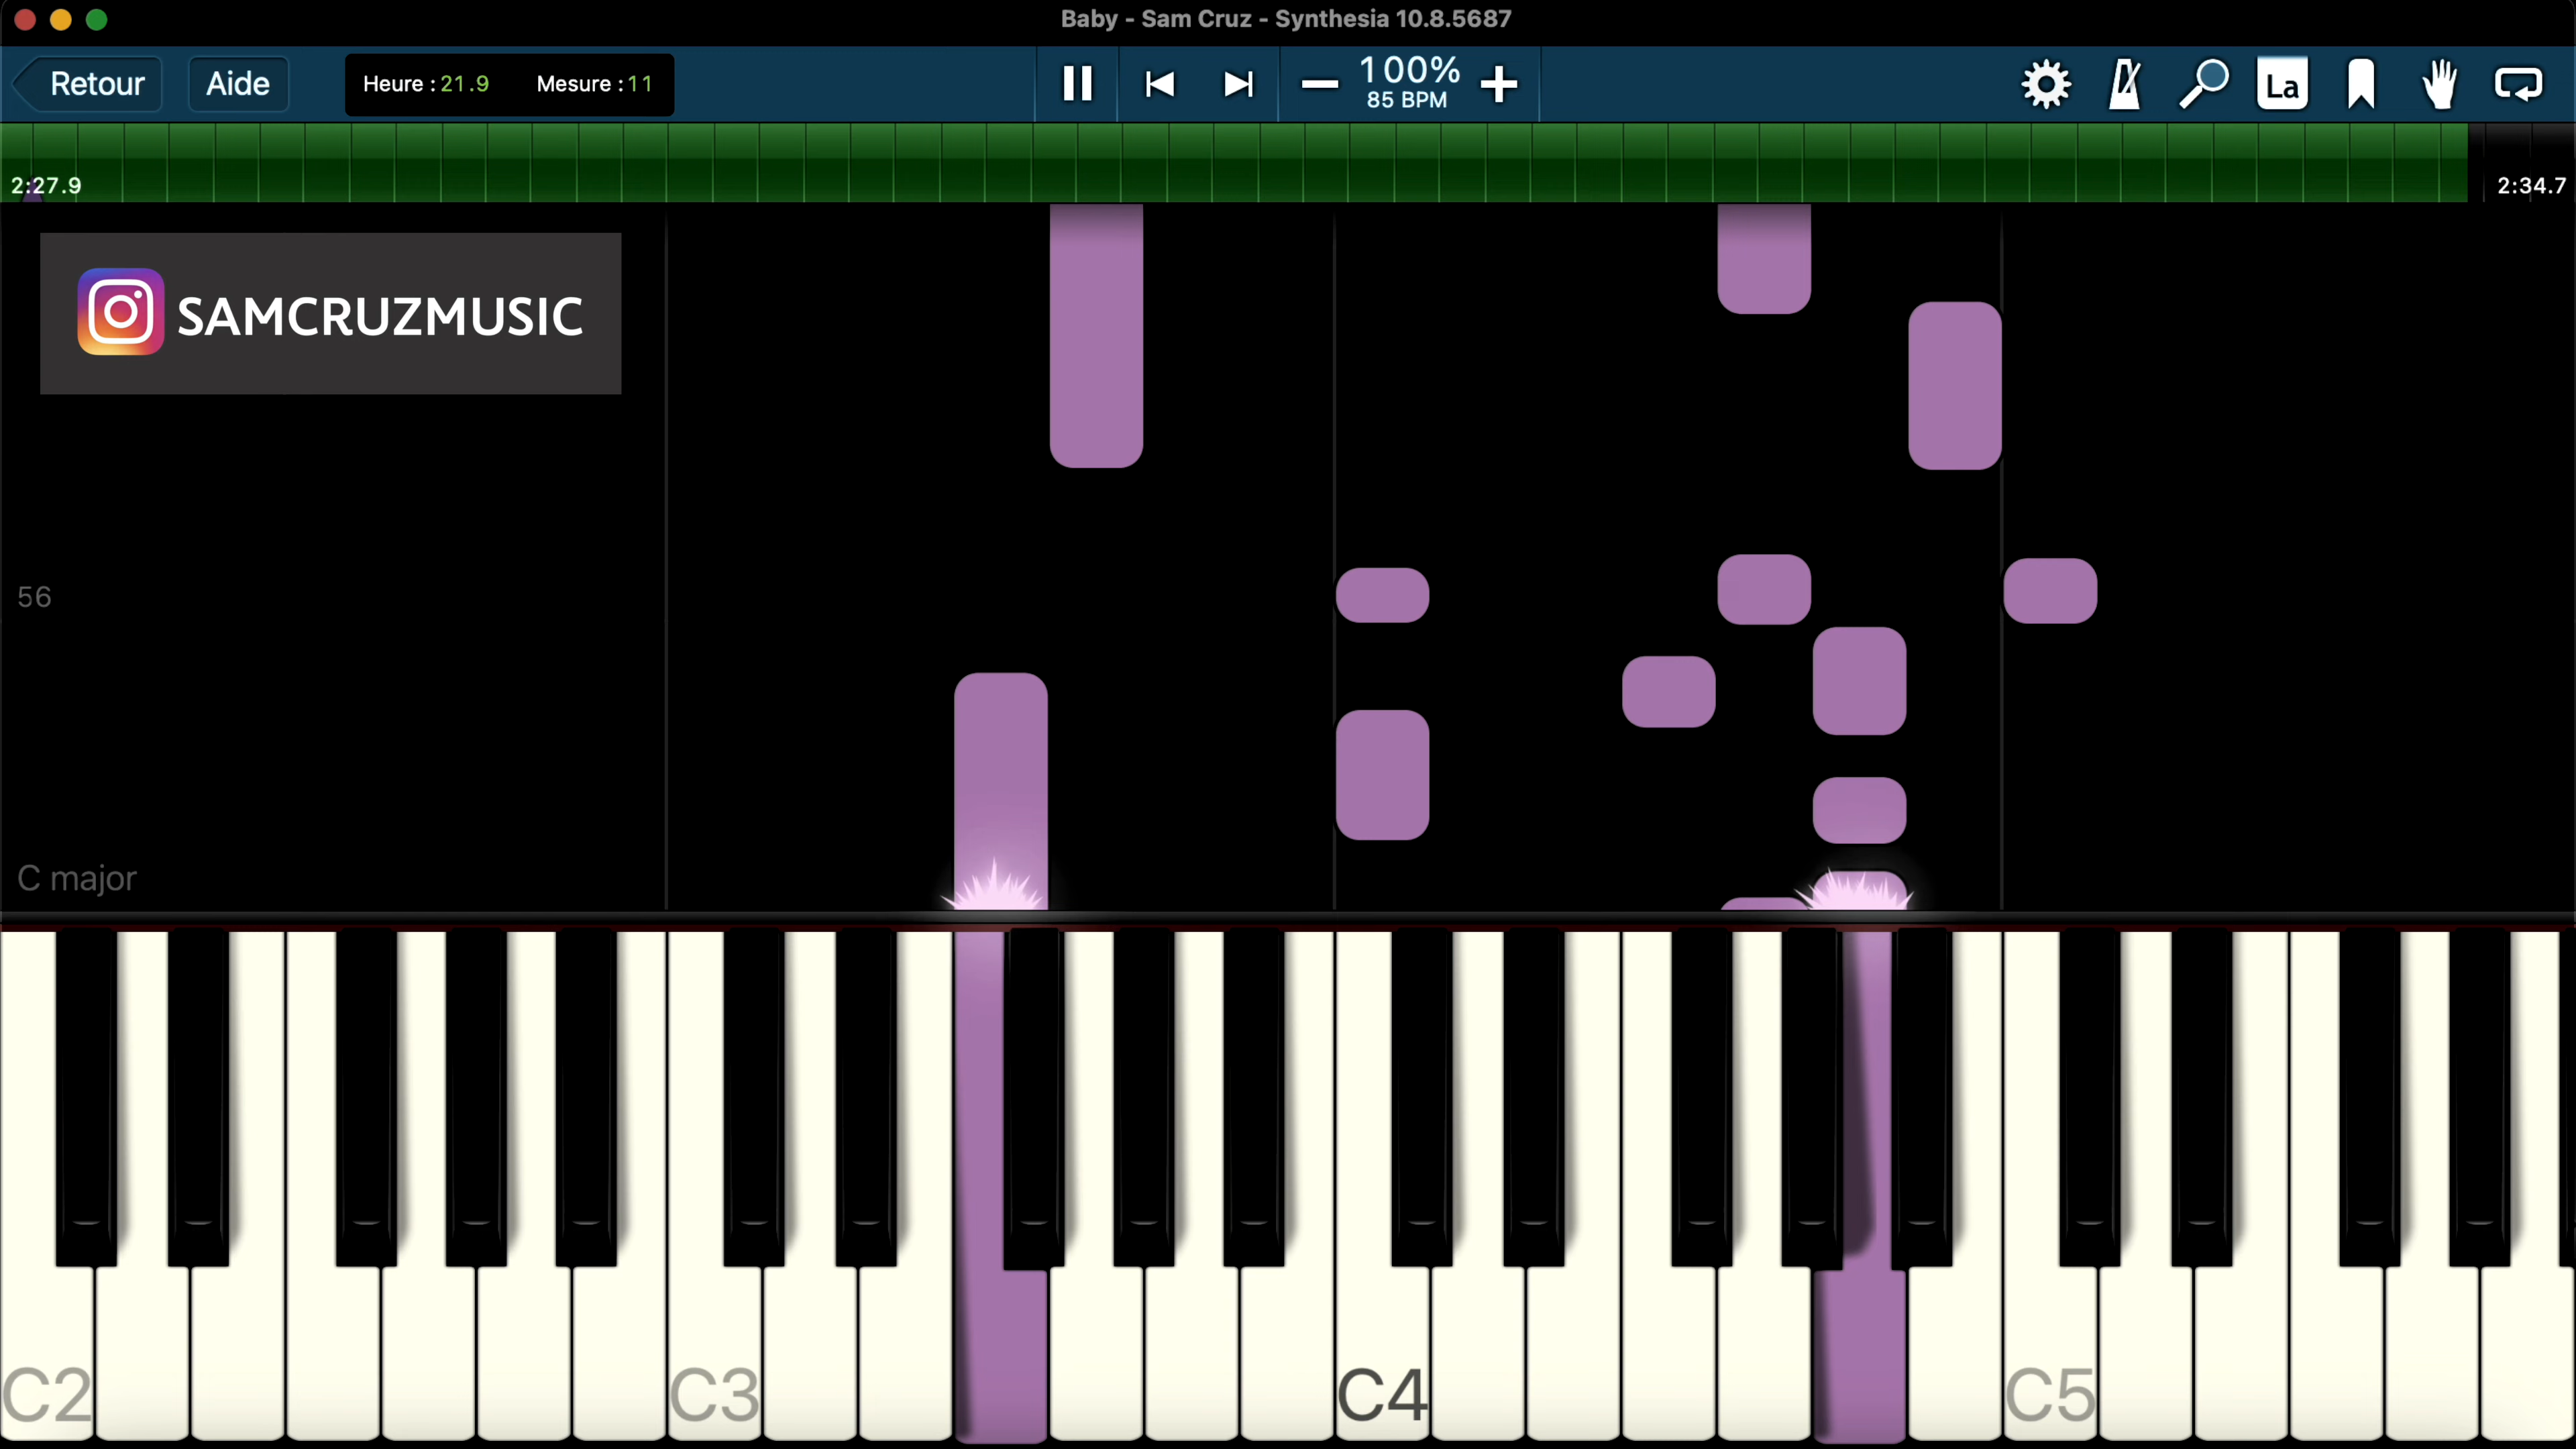 Baby - Sam Cruz - Synthesia 10.8.5687
Retour
Aide
Heure : 21.9 Mesure : 11
100%
85 BPM
La
2:27.9
2:34.7
SAMCRUZMUSIC
56
C major
C2 C3 C4 C5